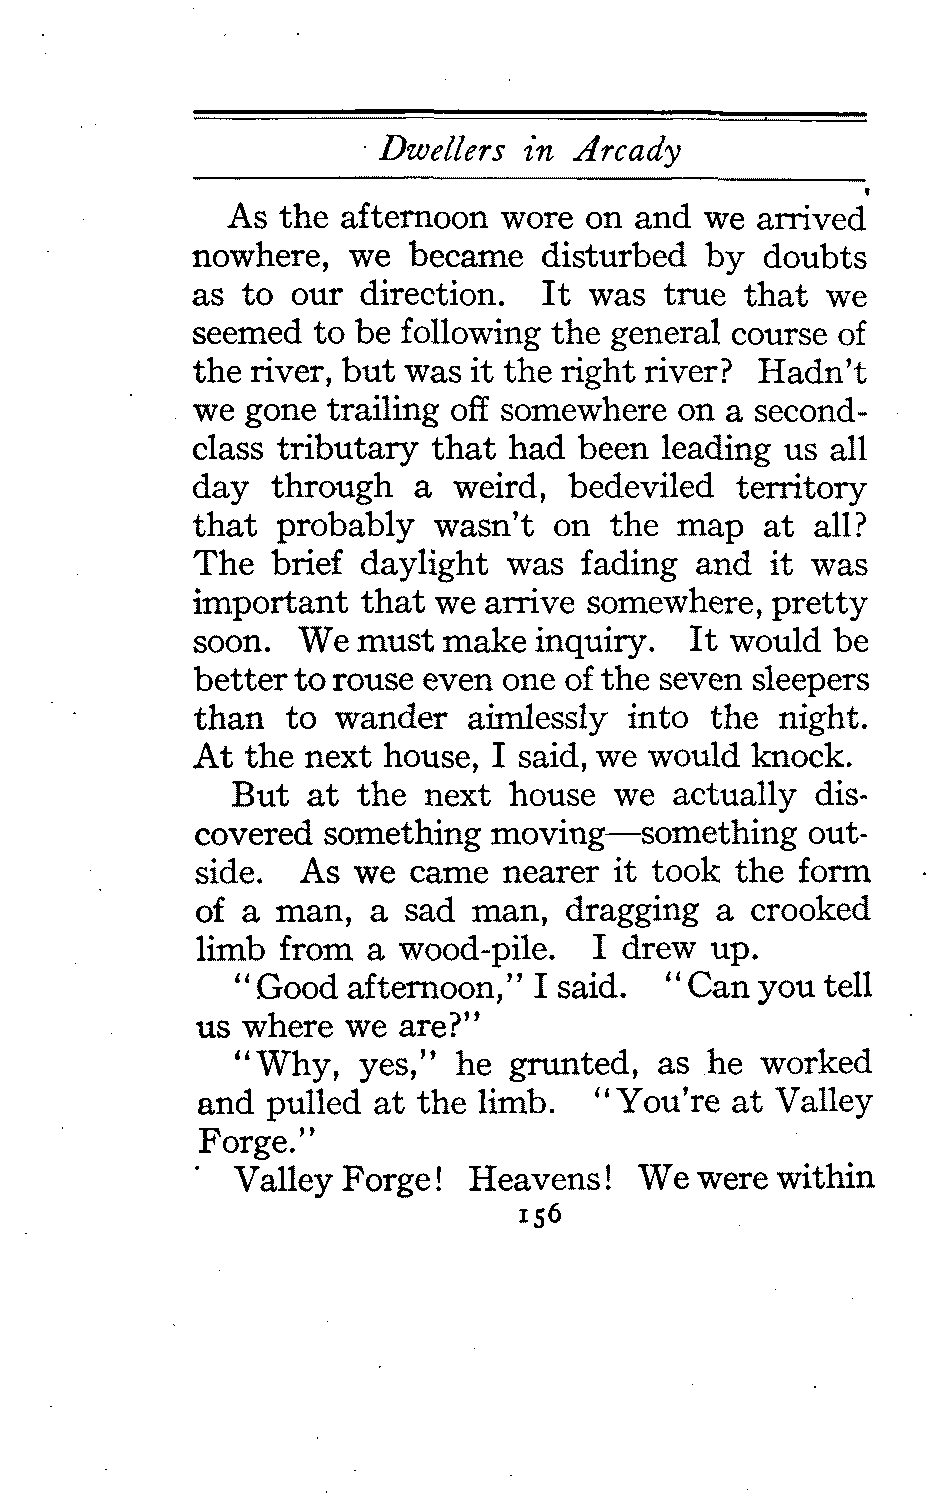 Dwellers in Arcady
As the afternoon wore on and we arrived
nowhere, we became disturbed by doubts
as to our direction. It was true that we
seemed to be following the general course of
the river, but was it the right river? Hadn't
we gone trailing off somewhere on a second-
class tributary that had been leading us all
day through a weird, bedeviled territory
that probably wasn't on the map at all?
The brief daylight was fading and it was
important that we arrive somewhere, pretty
soon. We must make inquiry. It would be
better to rouse even one of the seven sleepers
than to wander aimlessly into the night.
At the next house, I said, we would knock.
But at the next house we actually dis-
covered something moving—something out-
side. As we came nearer it took the form
of a man, a sad man, dragging a crooked
limb from a wood-pile. I drew up.
"Good afternoon," I said. "Can you tell
us where we are?"
"Why, yes," he grunted, as he worked
and pulled at the limb. "You're at Valley
Forge."
Valley Forge! Heavens! We were within
156